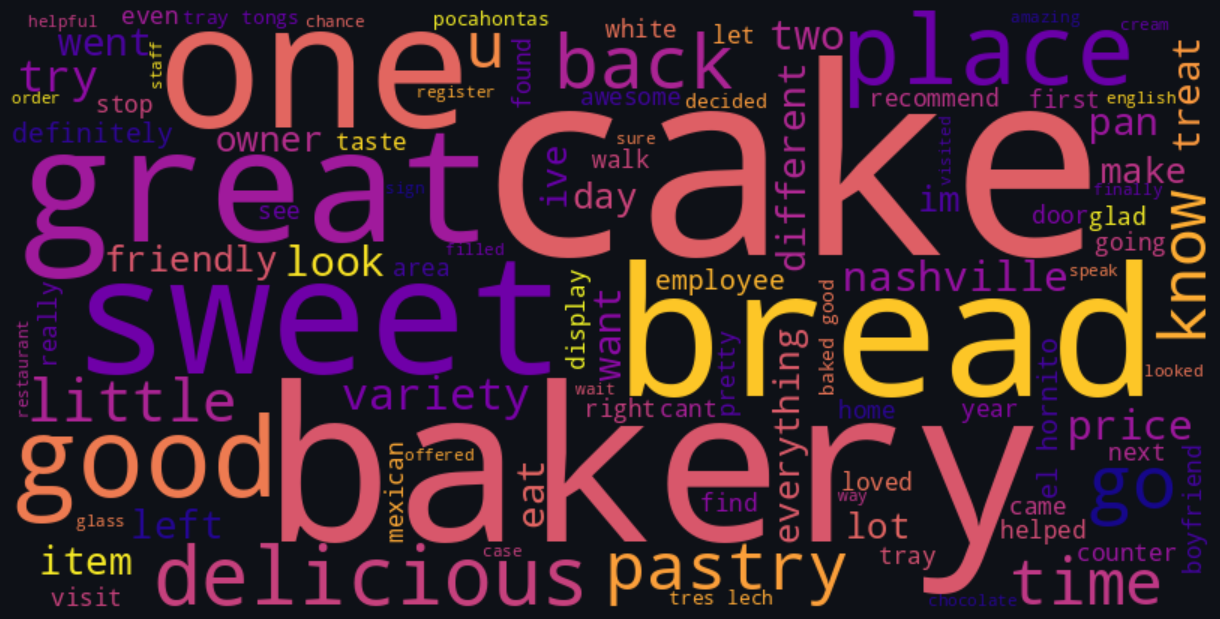 helpful
even
tray tongs
chance
pocahontas
white
let
two
place
amazing
cream
went
staff
one
u
found
back
try
order
stop
register
awesome
decided
recommend
first
english
treat
definitely
owner
taste
great
cake
sure
walk
ive
day
different
visited
im
pan
make
finally
sign
see
door
glad
going
know
friendly
look
area
filled
sweet
display
want
employee
nashville
speak
bread
baked good
really
restaurant
little
variety
wait
right
cant
pretty
everything
home
year
el hornito
looked
price
next
good
bakery
mexican
offered
eat
find
loved
way
go
boyfriend
glass
left
lot
came
helped
tray
counter
item
visit
delicious
case
pastry
tres lech
chocolate
time